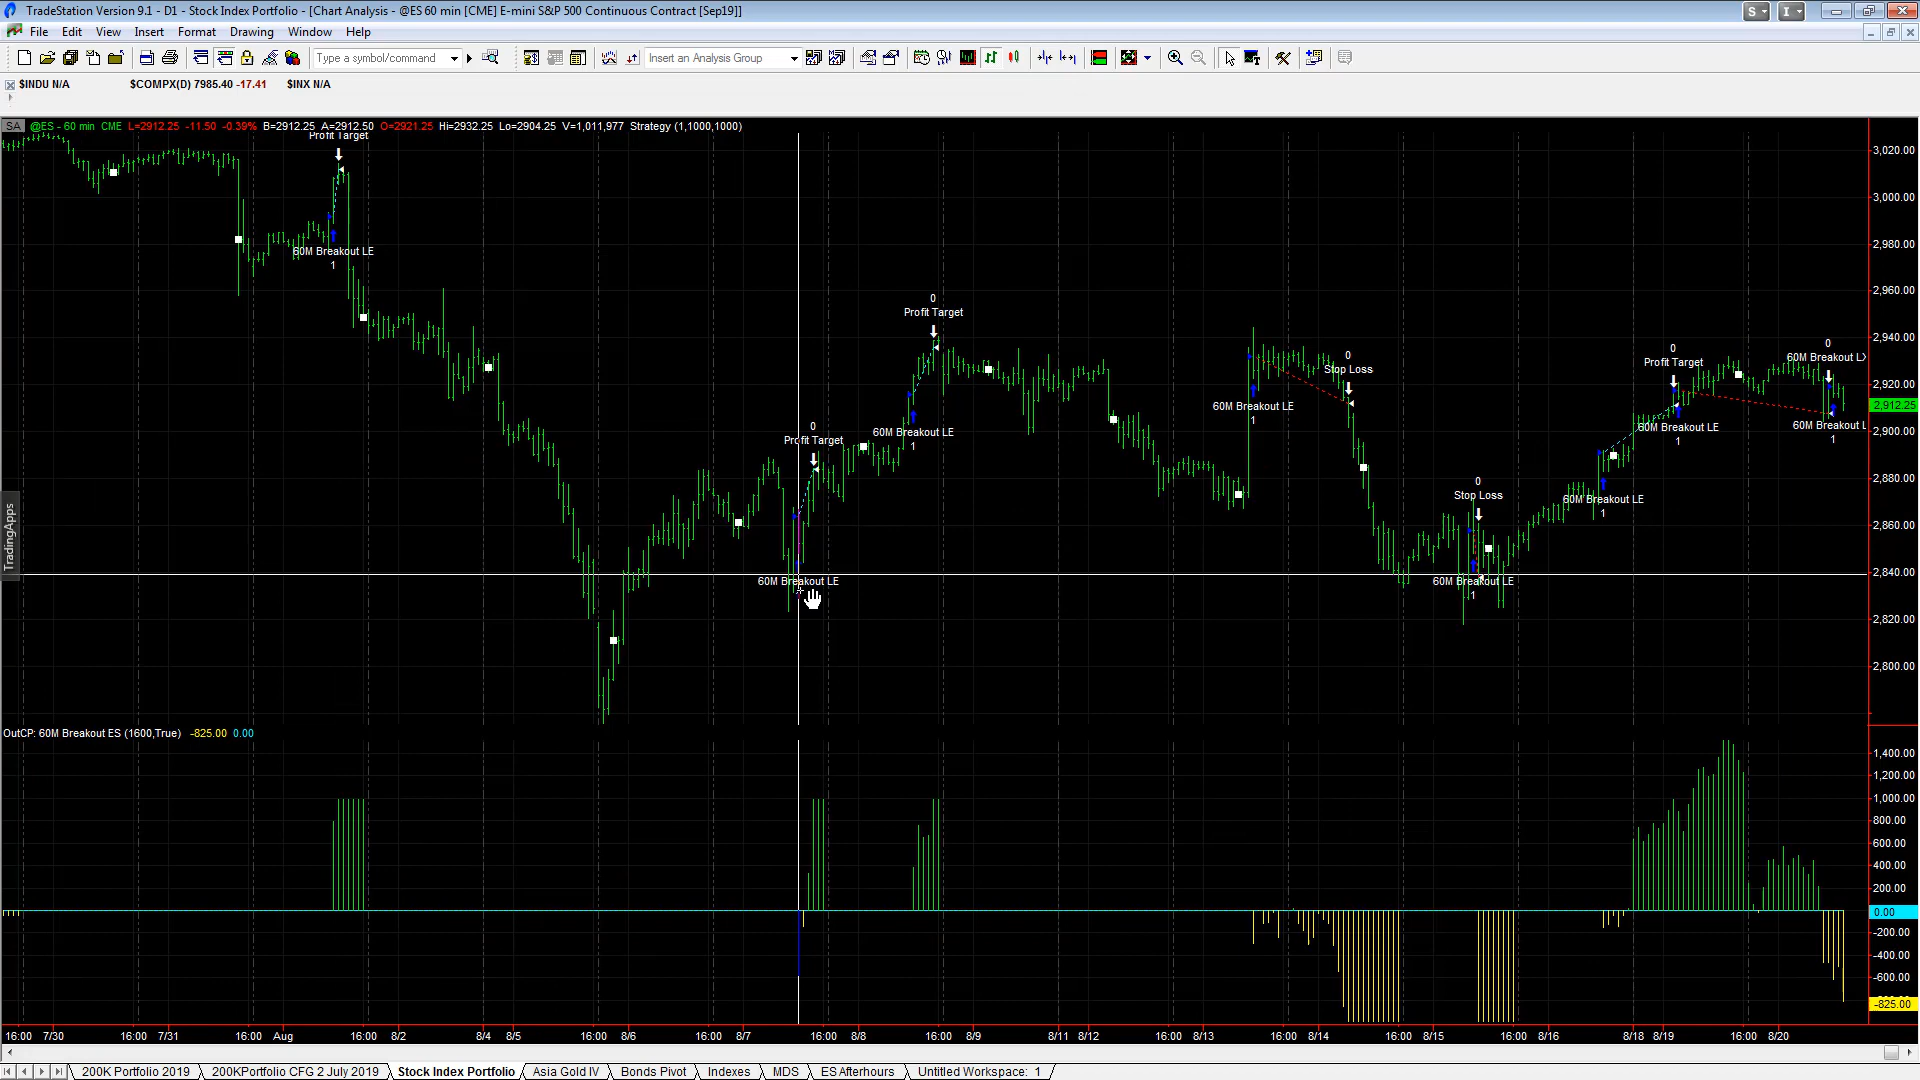 TradeStation Version 9.1 - D1 - Stock Index Portfolio - [Chart Analysis - @ES 60 min [CME] E-mini S&P 500 Continuous Contract [Sep19]]
S
I
File Edit View Insert Format Drawing Window Help
Type a symbol/command
Insert an Analysis Group
$INDU N/A $COMPX(D) 7985.40 -17.41 $INX N/A
SA @ES - 60 min CME L=2912.25 -11.50 -0.39% B=2912.25 A=2912.50 O=2921.25 Hi=2932.25 Lo=2904.25 V=1,011,977 Strategy (1,1000,1000)
Profit Target
60M Breakout LE
1
0
Profit Target
60M Breakout LE
0
Profit Target
60M Breakout LE
1
60M Breakout LE
1
0
Stop Loss
0
Stop Loss
60M Breakout LE
1
60M Breakout LE
1
0
Profit Target
60M Breakout LE
1
0
60M Breakout LX
60M Breakout L
1
3,020.00
3,000.00
2,980.00
2,960.00
2,940.00
2,920.00
2,912.25
2,900.00
2,880.00
2,860.00
2,840.00
2,820.00
2,800.00
TradingApps
OutCP: 60M Breakout ES (1600,True) -825.00 0.00
1,400.00
1,200.00
1,000.00
800.00
600.00
400.00
200.00
0.00
-200.00
-400.00
-600.00
-825.00
16:00 7/30 16:00 7/31 16:00 Aug 16:00 8/2 8/4 8/5 16:00 8/6 16:00 8/7 16:00 8/8 16:00 8/9 8/11 8/12 16:00 8/13 16:00 8/14 16:00 8/15 16:00 8/16 8/18 8/19 16:00 8/20
200K Portfolio 2019 200KPortfolio CFG 2 July 2019 Stock Index Portfolio Asia Gold IV Bonds Pivot Indexes MDS ES Afterhours Untitled Workspace: 1